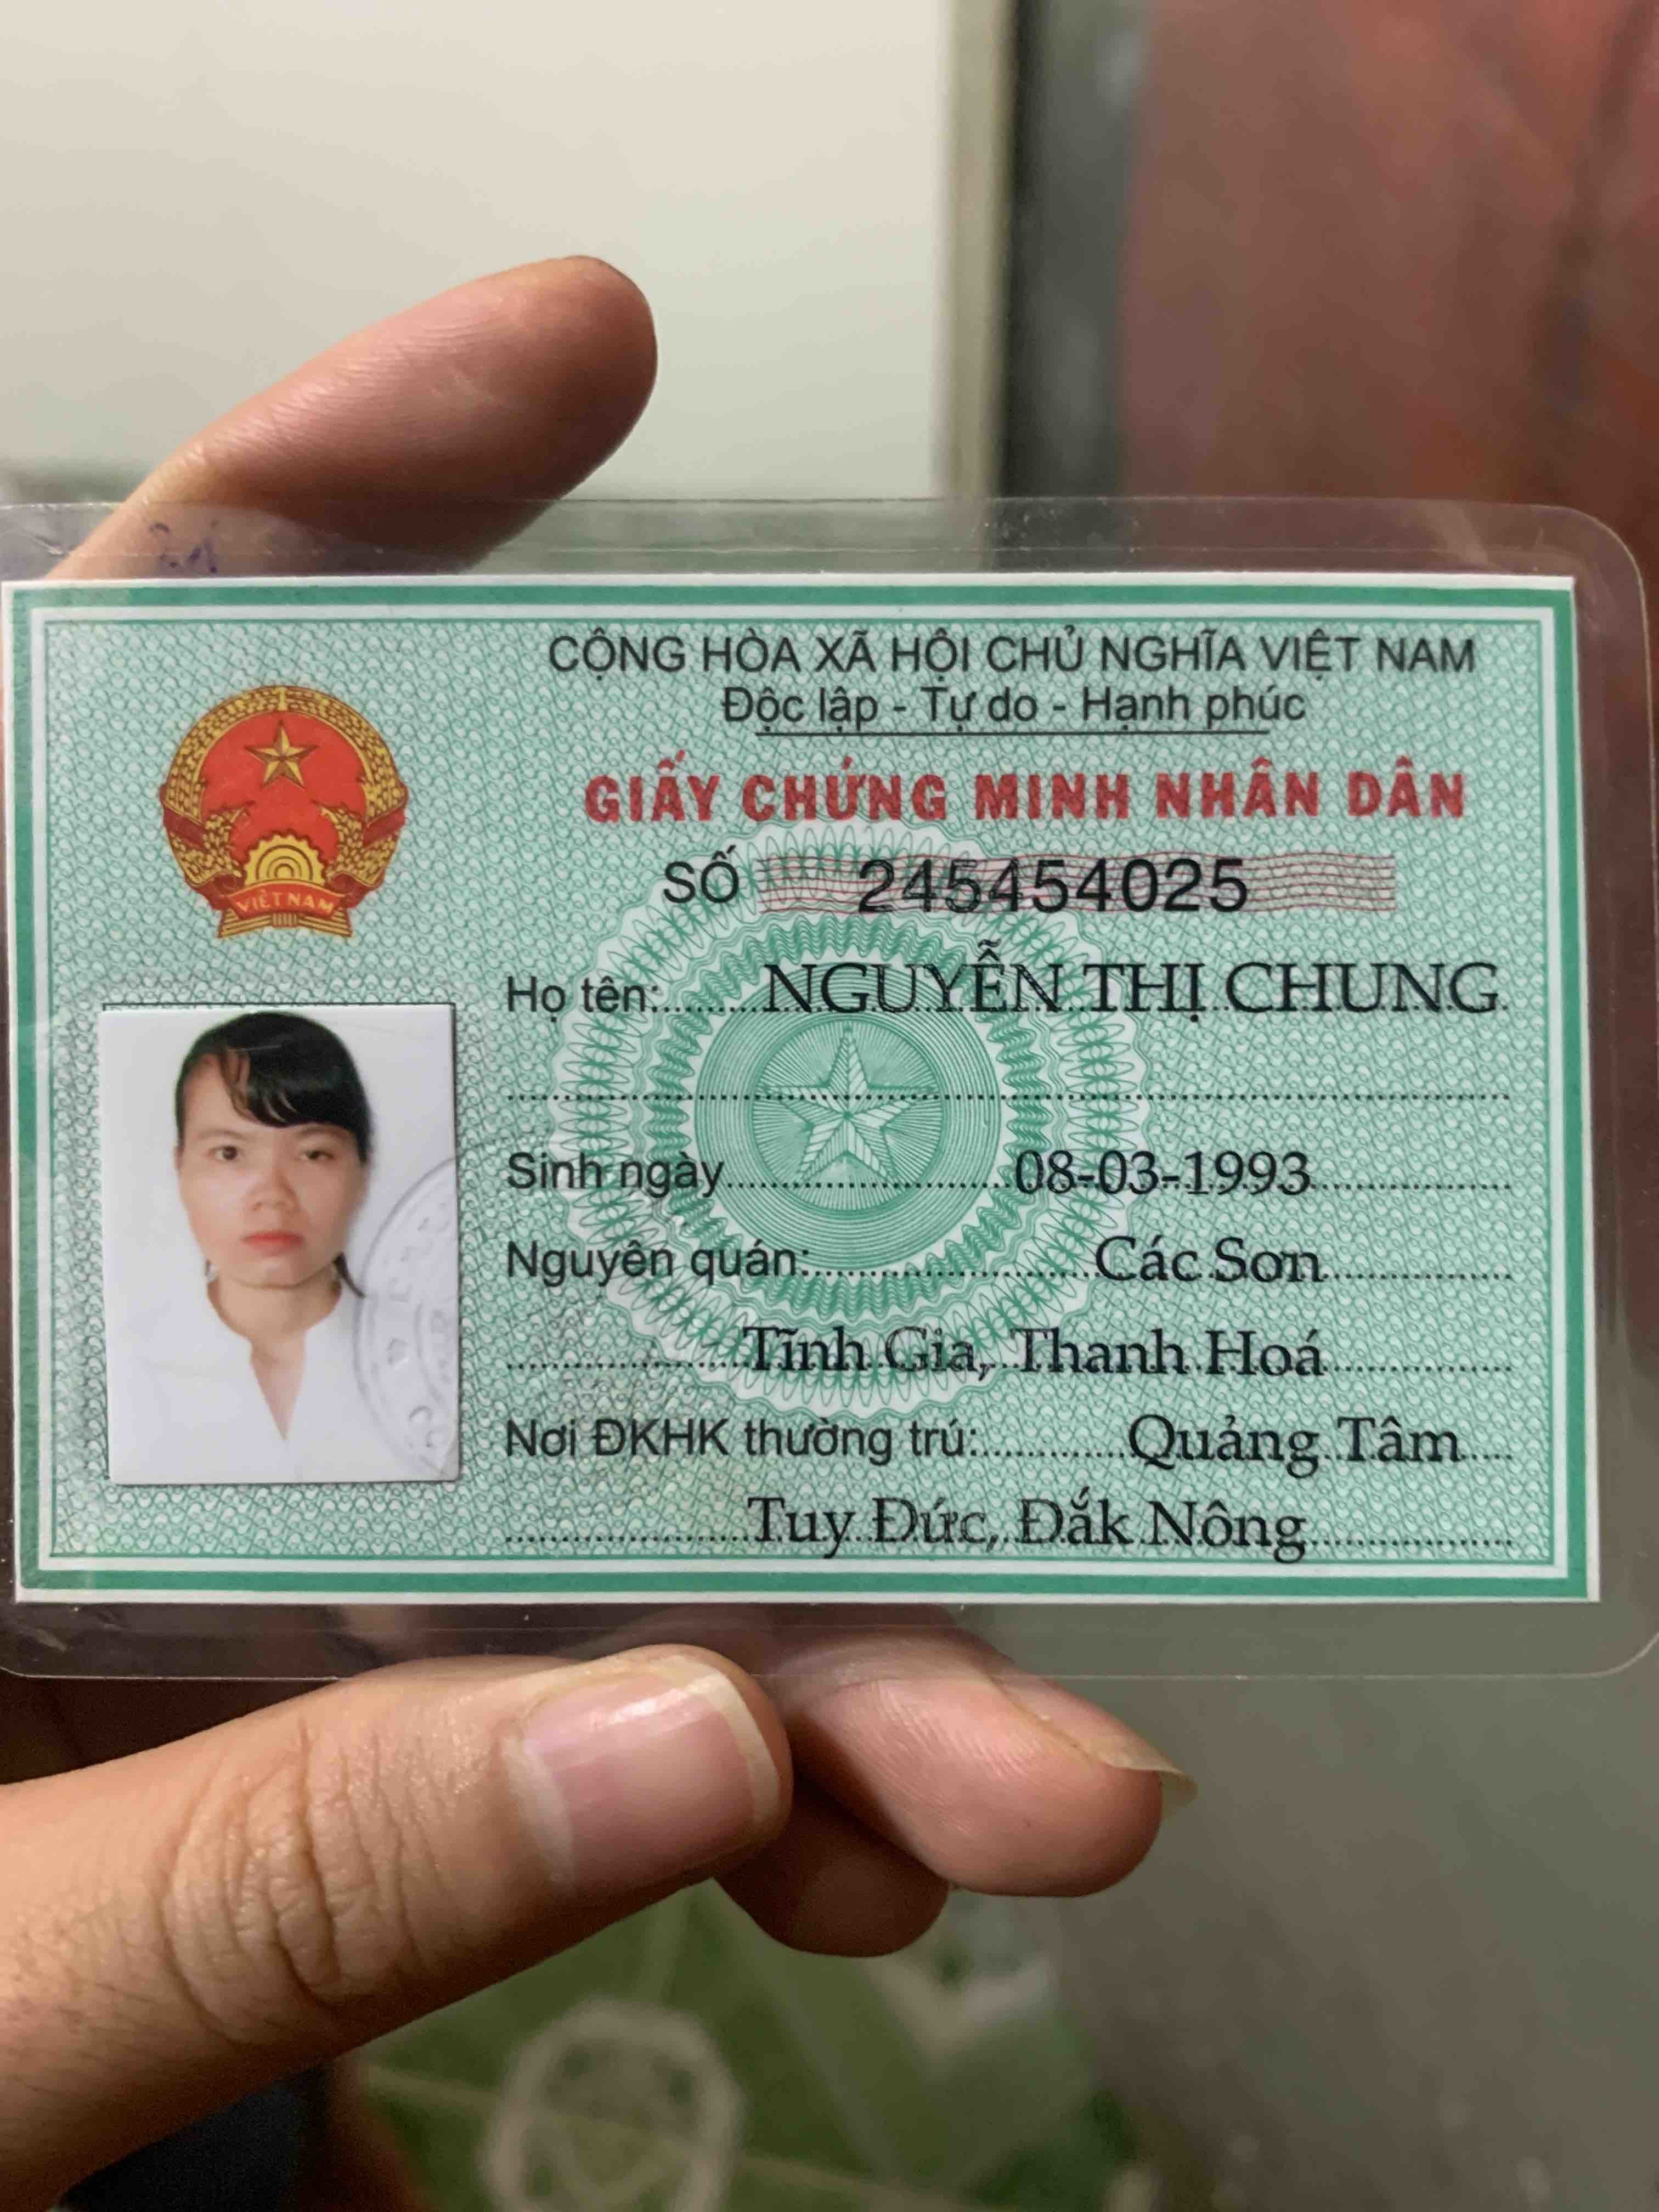 CỘNG HÒA XÃ HỘI CHỦ NGHĨA VIỆT NAM
Độc lập - Tự do - Hạnh phúc
GIẤY CHỨNG MINH NHÂN DÂN
SỐ 245454025
VIỆT NAM
Họ tên: NGUYỄN THỊ CHUNG
Sinh ngày 08-03-1993
Nguyên quán: Các Sơn
Tĩnh Gia, Thanh Hoá
Nơi ĐKHK thường trú: Quảng Tâm
Tuy Đức, Đắk Nông